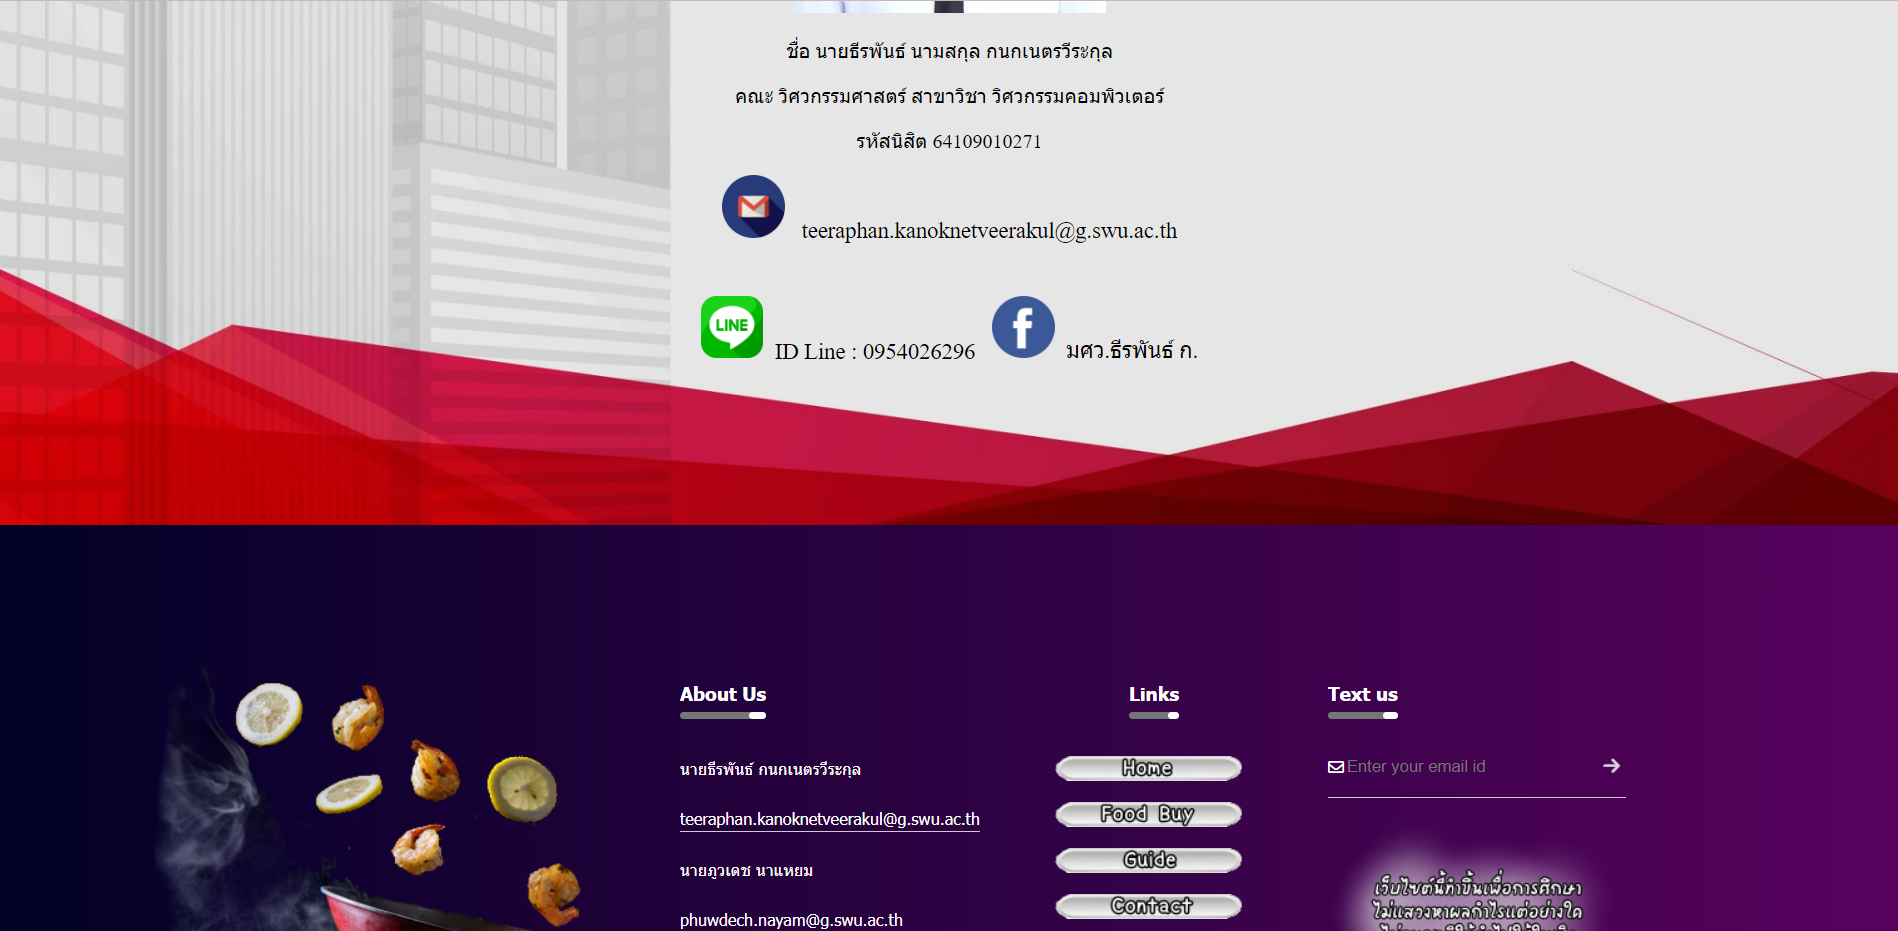 ชื่อ นายธีรพันธ์ นามสกุล กนกเนตรวีระกุล
คณะ วิศวกรรมศาสตร์ สาขาวิชา วิศวกรรมคอมพิวเตอร์
รหัสนิสิต 64109010271
teeraphan.kanoknetveerakul@g.swu.ac.th
LINE
ID Line : 0954026296
มศว.ธีรพันธ์ ก.
About Us
นายธีรพันธ์ กนกเนตรวีระกุล
teeraphan.kanoknetveerakul@g.swu.ac.th
นายภูวเดช นาแหยม
phuwdech.nayam@g.swu.ac.th
Links
Home
Food Buy
Guide
Contact
Text us
Enter your email id
เว็บไซต์นี้ทำขึ้นเพื่อการศึกษา
ไม่แสวงหาผลกำไรแต่อย่างใด